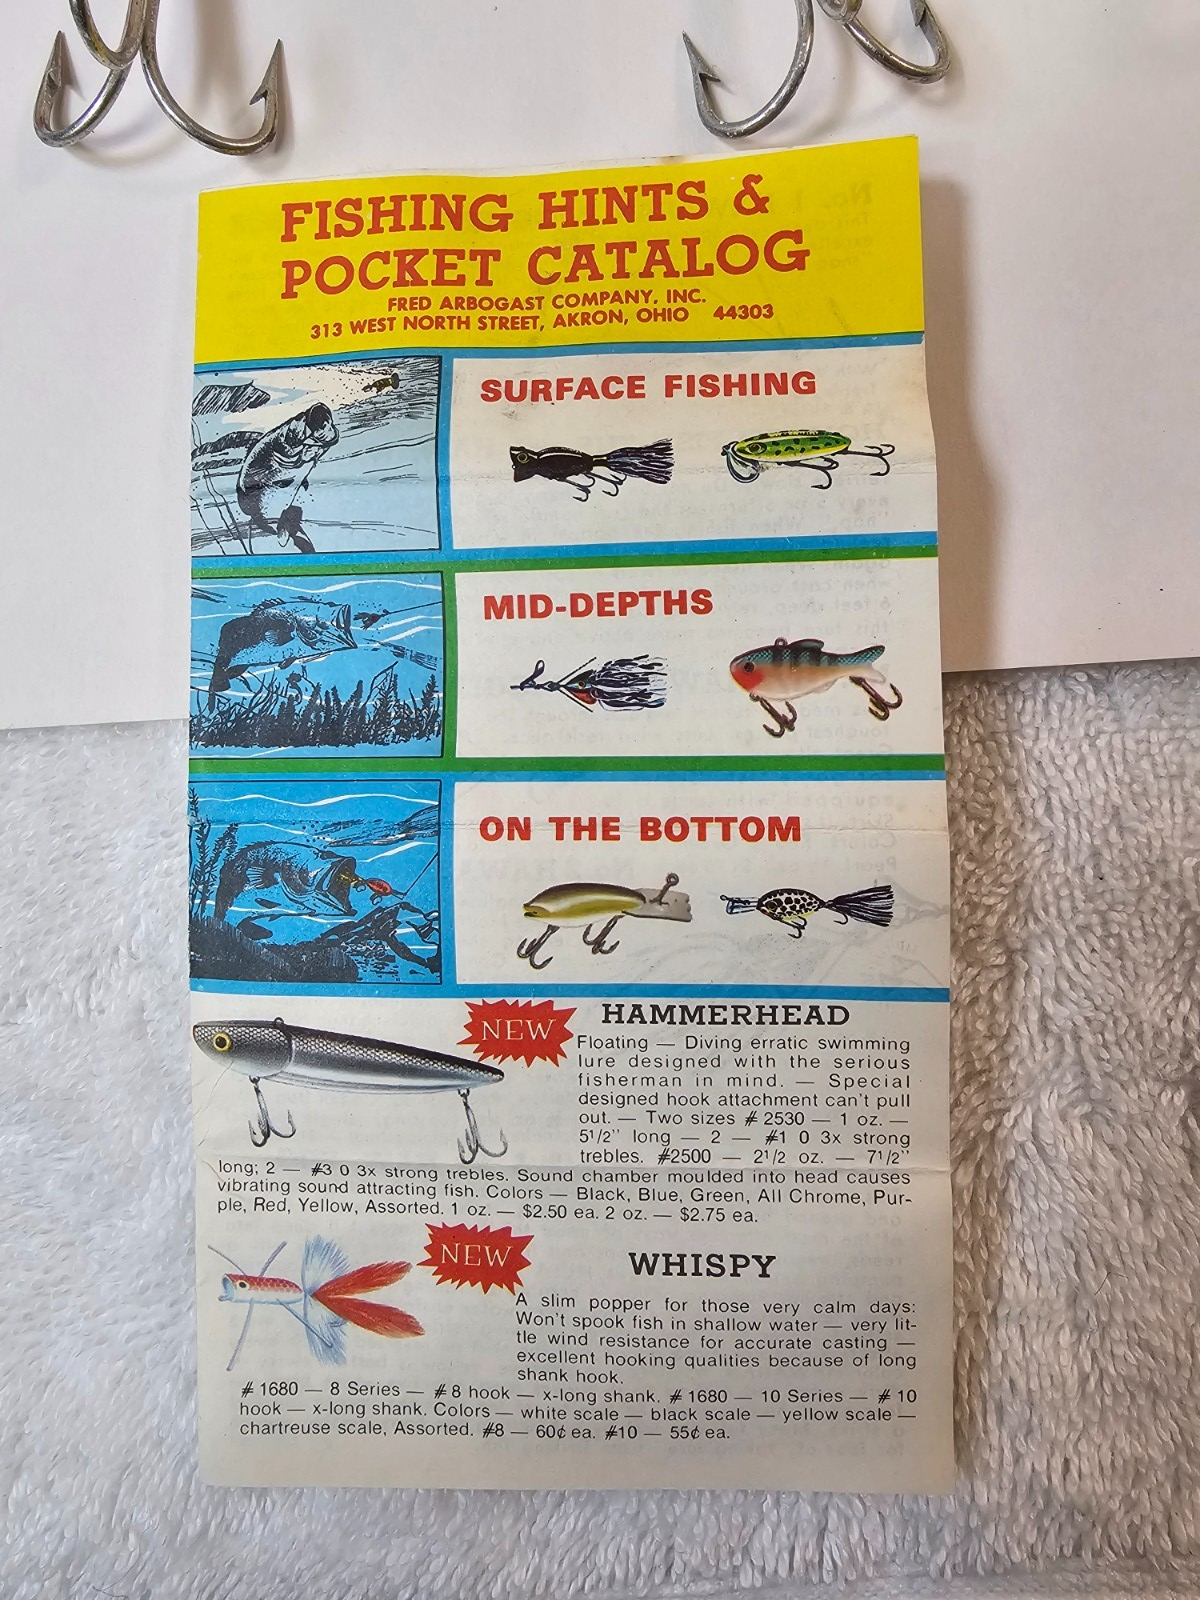 FISHING HINTS &
POCKET CATALOG
FRED ARBOGAST COMPANY, INC.
313 WEST NORTH STREET, AKRON, OHIO 44303
SURFACE FISHING
MID-DEPTHS
ON THE BOTTOM
NEW
HAMMERHEAD
Floating — Diving erratic swimming
lure designed with the serious
fisherman in mind. — Special
designed hook attachment can't pull
out. — Two sizes # 2530 — 1 oz. —
5 1/2" long — 2 — #1 0 3x strong
trebles. #2500 — 2 1/2 oz. — 7 1/2"
long; 2 — #3 0 3x strong trebles. Sound chamber moulded into head causes
vibrating sound attracting fish. Colors — Black, Blue, Green, All Chrome, Pur-
ple, Red, Yellow, Assorted. 1 oz. — $2.50 ea. 2 oz. — $2.75 ea.
NEW
WHISPY
A slim popper for those very calm days:
Won't spook fish in shallow water — very lit-
tle wind resistance for accurate casting —
excellent hooking qualities because of long
shank hook.
# 1680 — 8 Series — # 8 hook — x-long shank. # 1680 — 10 Series — # 10
hook — x-long shank. Colors — white scale — black scale — yellow scale —
chartreuse scale, Assorted. #8 — 60¢ ea. #10 — 55¢ ea.